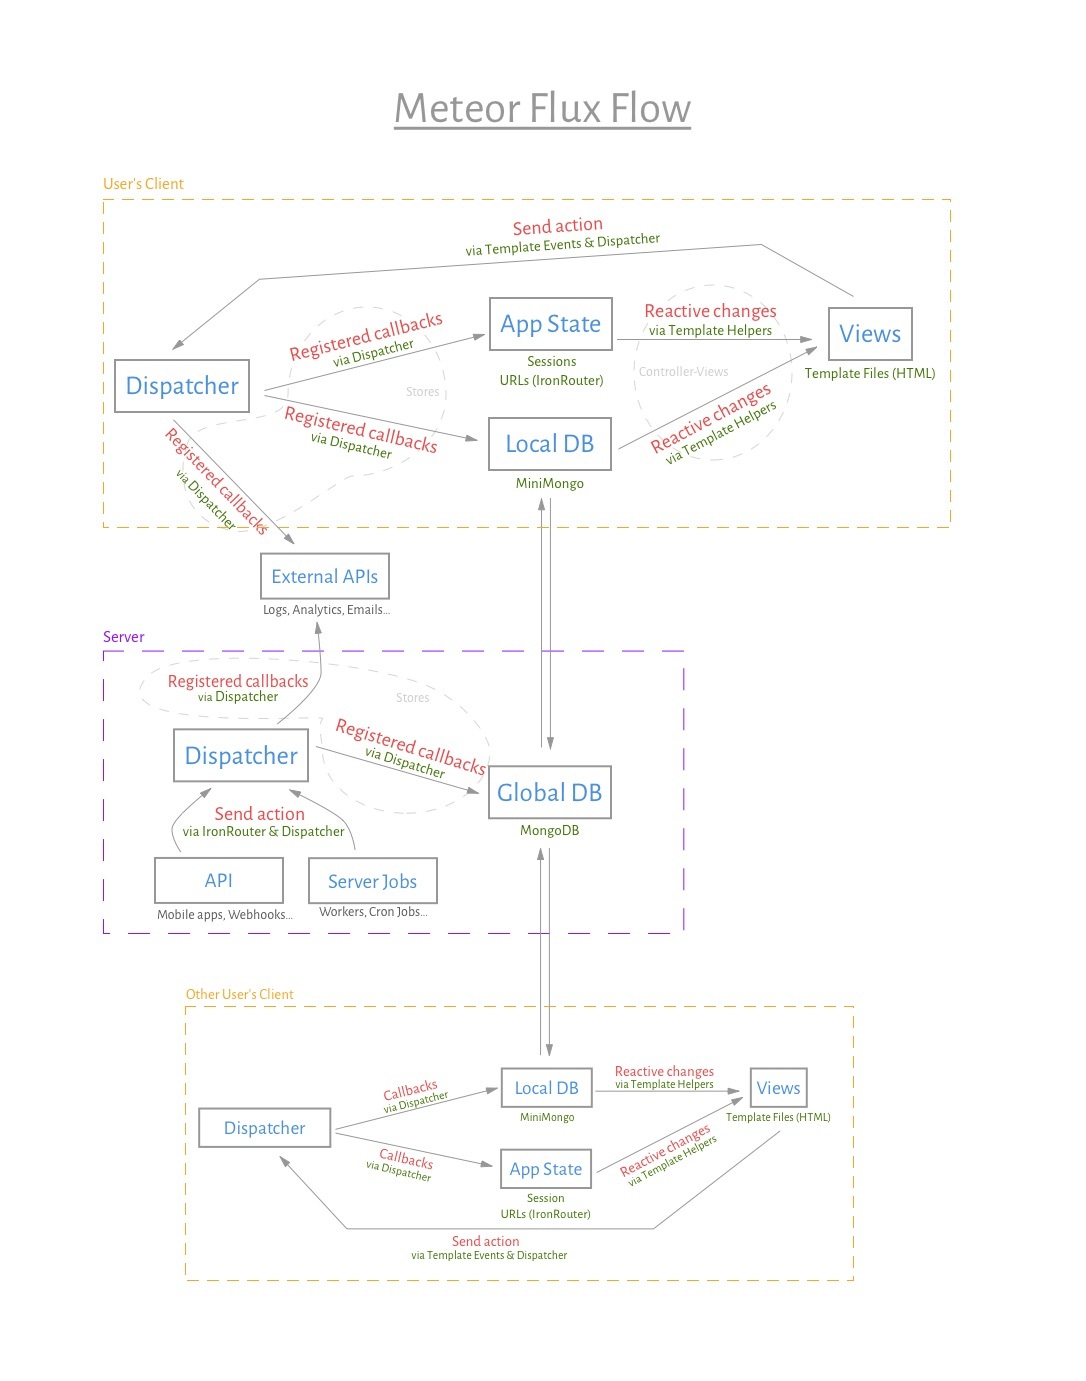 Meteor Flux Flow
User's Client
Send action
via Template Events & Dispatcher
App State
Sessions
URLs (IronRouter)
Registered callbacks
via Dispatcher
Reactive changes
via Template Helpers
Views
Template Files (HTML)
Dispatcher
Stores
Controller-Views
Registered callbacks
via Dispatcher
Local DB
MiniMongo
Reactive changes
via Template Helpers
Registered callbacks
via Dispatcher
External APIs
Logs, Analytics, Emails...
Server
Registered callbacks
via Dispatcher
Stores
Dispatcher
Registered callbacks
via Dispatcher
Global DB
MongoDB
Send action
via IronRouter & Dispatcher
API
Mobile apps, Webhooks...
Server Jobs
Workers, Cron Jobs...
Other User's Client
Callbacks
via Dispatcher
Local DB
MiniMongo
Reactive changes
via Template Helpers
Views
Template Files (HTML)
Dispatcher
Callbacks
via Dispatcher
App State
Session
URLs (IronRouter)
Reactive changes
via Template Helpers
Send action
via Template Events & Dispatcher